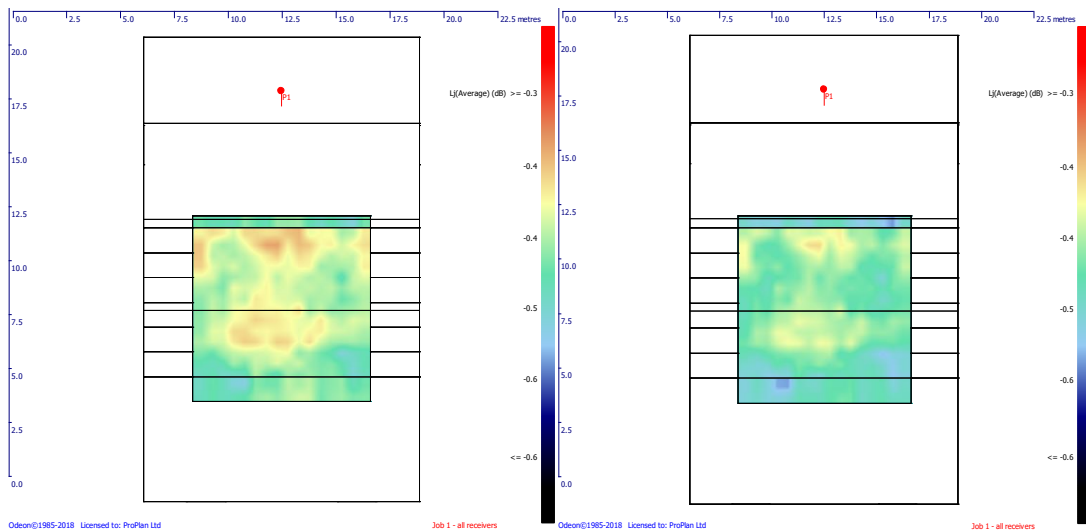 0.0 2.5 5.0 7.5 10.0 12.5 15.0 17.5 20.0 22.5 metres
20.0
P1
Lj(Average) (dB) >= -0.3
17.5
-0.4
15.0
12.5
-0.4
10.0
-0.5
7.5
-0.6
5.0
2.5
<= -0.6
0.0
Odeon©1985-2018 Licensed to: ProPlan Ltd
Job 1 - all receivers
0.0 2.5 5.0 7.5 10.0 12.5 15.0 17.5 20.0 22.5 metres
20.0
P1
Lj(Average) (dB) >= -0.3
17.5
-0.4
15.0
12.5
-0.4
10.0
-0.5
7.5
-0.6
5.0
2.5
<= -0.6
0.0
Odeon©1985-2018 Licensed to: ProPlan Ltd
Job 1 - all receivers